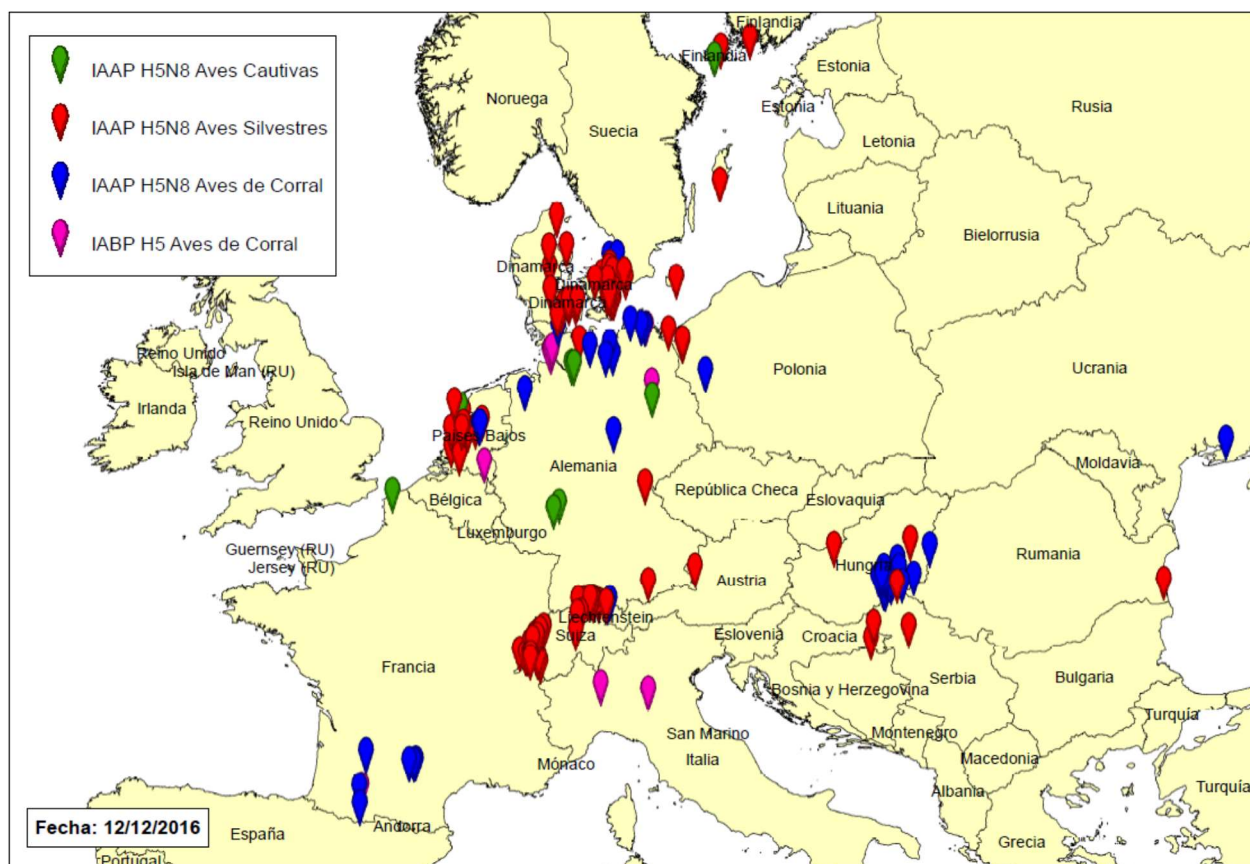 IAAP H5N8 Aves Cautivas
IAAP H5N8 Aves Silvestres
IAAP H5N8 Aves de Corral
IABP H5 Aves de Corral
Finlandia
Finlandia
Noruega
Suecia
Estonia
Estonia
Rusia
Letonia
Lituania
Bielorrusia
Dinamarca
Dinamarca
Dinamarca
Reino Unido
Isla de Man (RU)
Irlanda
Reino Unido
Polonia
Ucrania
Países Bajos
Alemania
Moldavia
Bélgica
República Checa
Eslovaquia
Luxemburgo
Guernsey (RU)
Jersey (RU)
Austria
Hungría
Rumania
Liechtenstein
Suiza
Eslovenia
Croacia
Francia
Bosnia y Herzegovina
Serbia
Bulgaria
San Marino
Italia
Montenegro
Turquía
Mónaco
Macedonia
Albania
Turquía
Fecha: 12/12/2016
España
Andorra
Grecia
Portugal